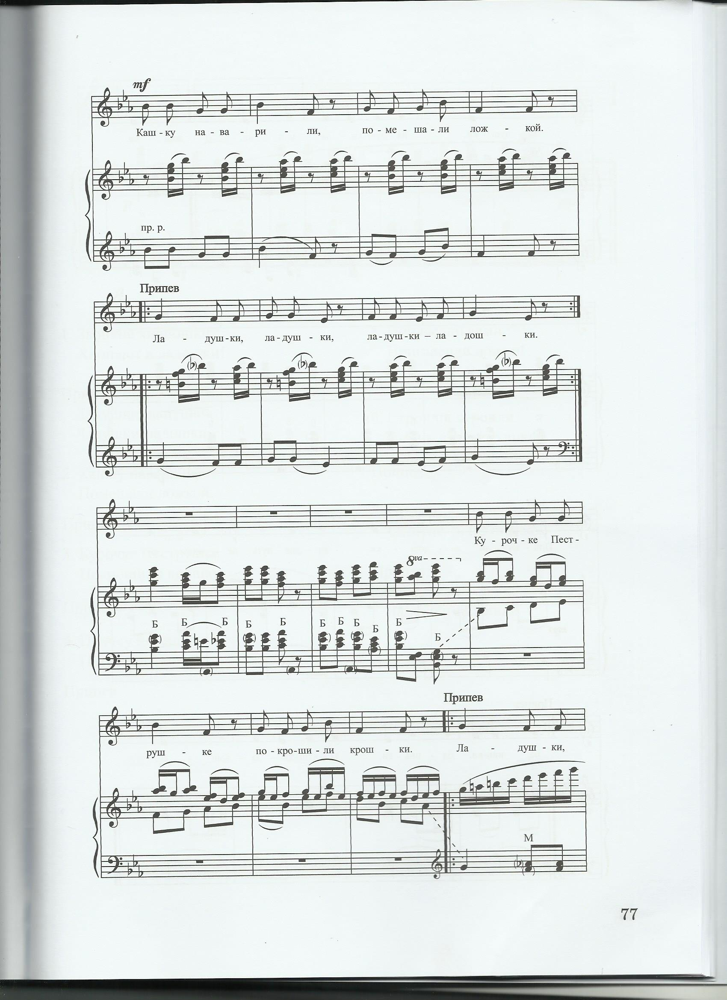 mf
Каш - ку на - ва - ри - ли, по - ме - ша - ли лож - кой.
пр. р.
Припев
Ла - душ - ки, ла - душ - ки, ла - душ - ки – ла - дош - ки.
Ку - роч - ке Пест -
8va
Б Б Б Б Б Б Б Б Б Б
Б
Припев
руш - ке по - кро - ши - ли крош - ки. Ла - душ - ки,
М
77